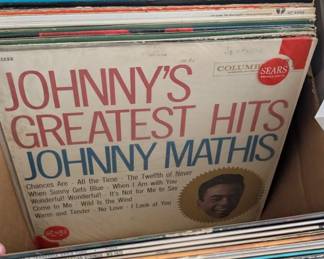 COLUMBIA
SEARS
JOHNNY'S
GREATEST HITS
JOHNNY MATHIS
Chances Are · All the Time · The Twelfth of Never
When Sunny Gets Blue · When I Am with You
Wonderful! Wonderful! · It's Not for Me to Say
Come to Me · Wild Is the Wind
Warm and Tender · No Love · I Look at You